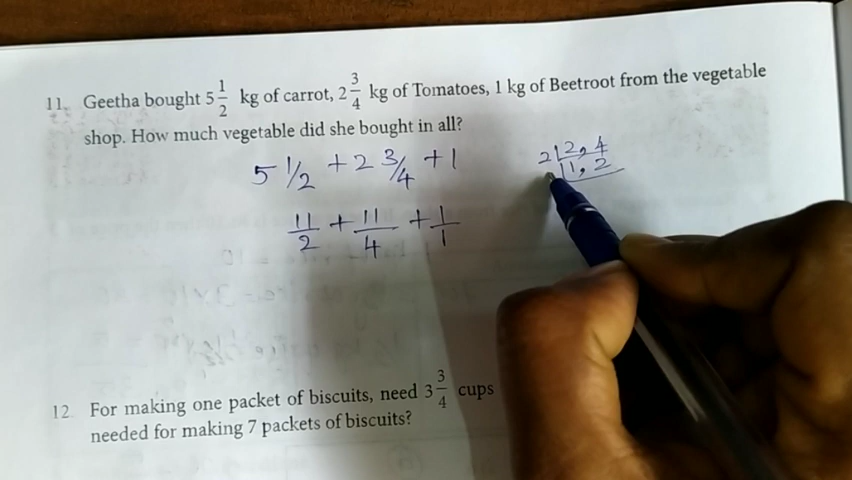 11. Geetha bought 5 1/2 kg of carrot, 2 3/4 kg of Tomatoes, 1 kg of Beetroot from the vegetable
shop. How much vegetable did she bought in all?
5 1/2 + 2 3/4 + 1
2 | 2, 4
1, 2
11/2 + 11/4 + 1/1
12. For making one packet of biscuits, need 3 3/4 cups
needed for making 7 packets of biscuits?